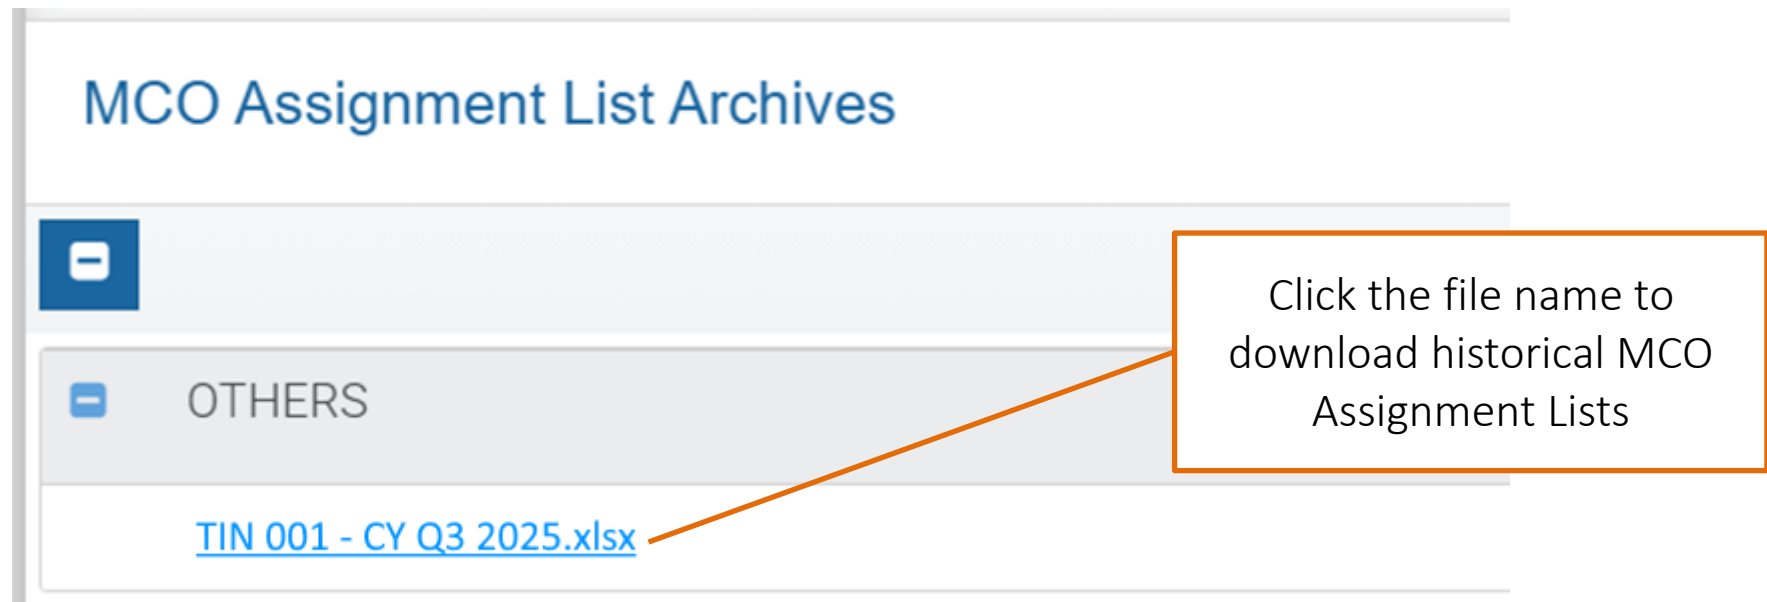 MCO Assignment List Archives
Click the file name to
download historical MCO
Assignment Lists
OTHERS
TIN 001 - CY Q3 2025.xlsx